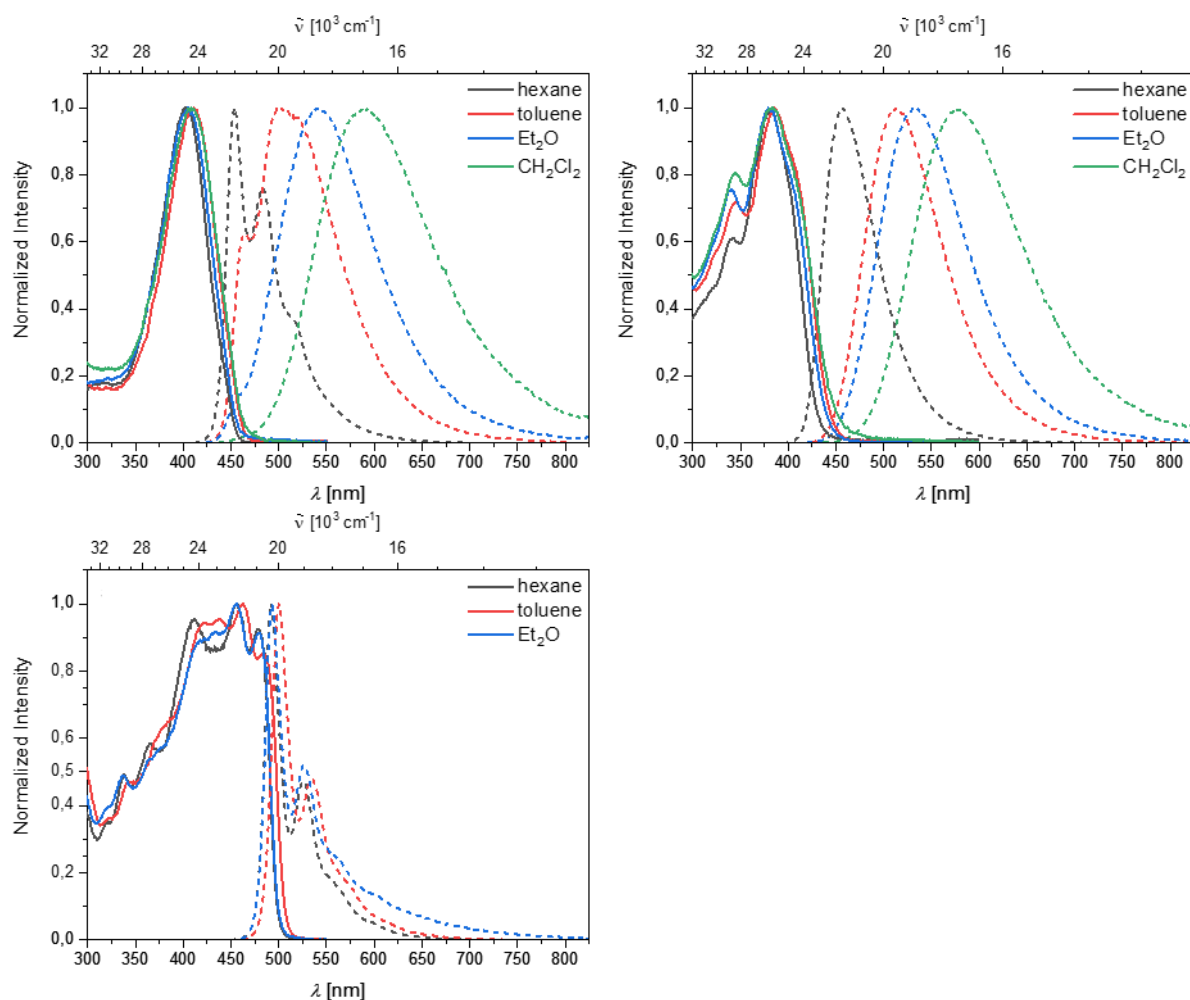 ṽ [10³ cm⁻¹]
32 28 24 20 16
hexane
toluene
Et₂O
CH₂Cl₂
1,0
0,8
0,6
0,4
0,2
0,0
Normalized Intensity
300 350 400 450 500 550 600 650 700 750 800
λ [nm]
ṽ [10³ cm⁻¹]
32 28 24 20 16
hexane
toluene
Et₂O
CH₂Cl₂
1,0
0,8
0,6
0,4
0,2
0,0
Normalized Intensity
300 350 400 450 500 550 600 650 700 750 800
λ [nm]
ṽ [10³ cm⁻¹]
32 28 24 20 16
hexane
toluene
Et₂O
1,0
0,8
0,6
0,4
0,2
0,0
Normalized Intensity
300 350 400 450 500 550 600 650 700 750 800
λ [nm]